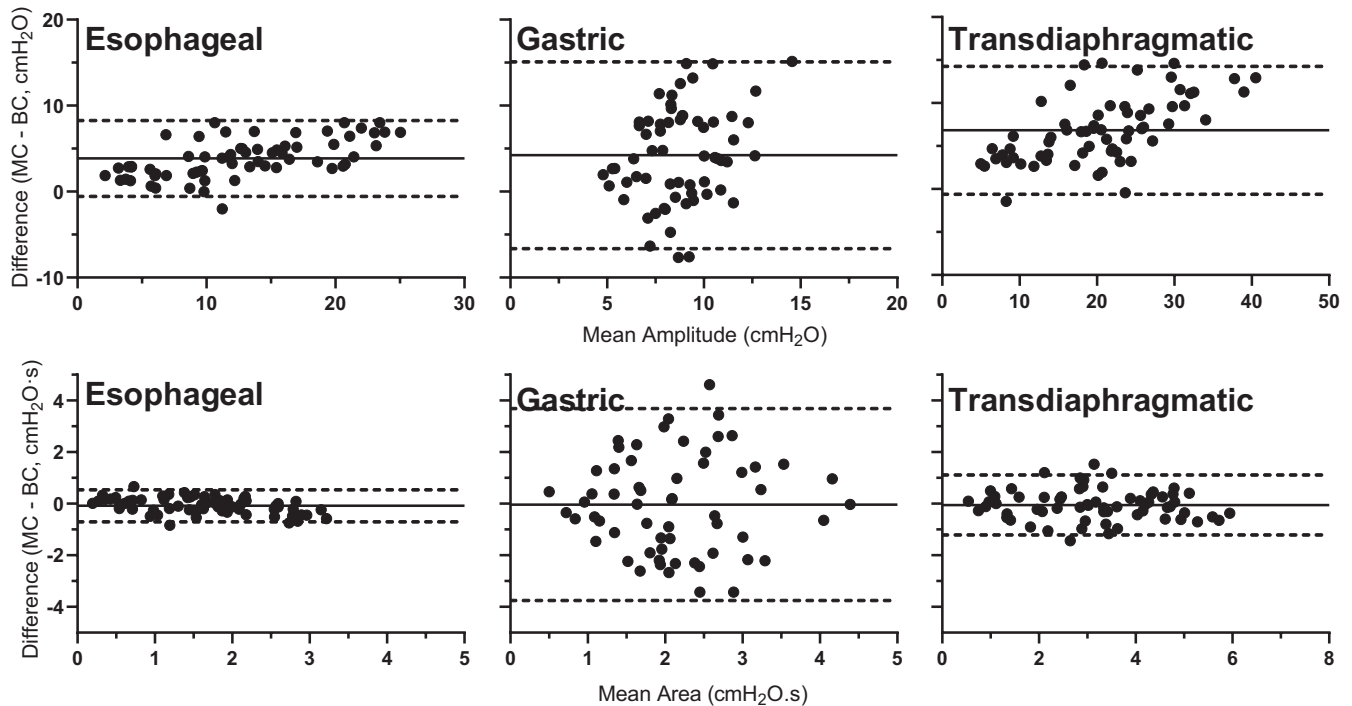 Difference (MC - BC, cmH₂O)
Esophageal
Gastric
Transdiaphragmatic
20
10
0
-10
0 10 20 30
0 5 10 15 20
0 10 20 30 40 50
Mean Amplitude (cmH₂O)
Difference (MC - BC, cmH₂O·s)
Esophageal
Gastric
Transdiaphragmatic
4
2
0
-2
-4
0 1 2 3 4 5
0 1 2 3 4 5
0 2 4 6 8
Mean Area (cmH₂O.s)